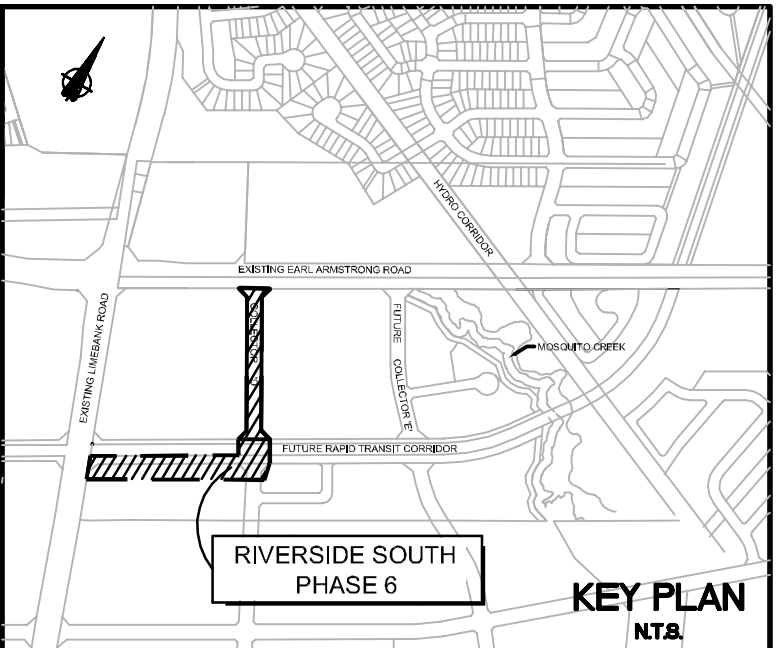 HYDRO CORRIDOR
EXISTING EARL ARMSTRONG ROAD
EXISTING LIMEBANK ROAD
COLLECTOR
FUTURE COLLECTOR 'E'
MOSQUITO CREEK
FUTURE RAPID TRANSIT CORRIDOR
RIVERSIDE SOUTH
PHASE 6
KEY PLAN
N.T.S.